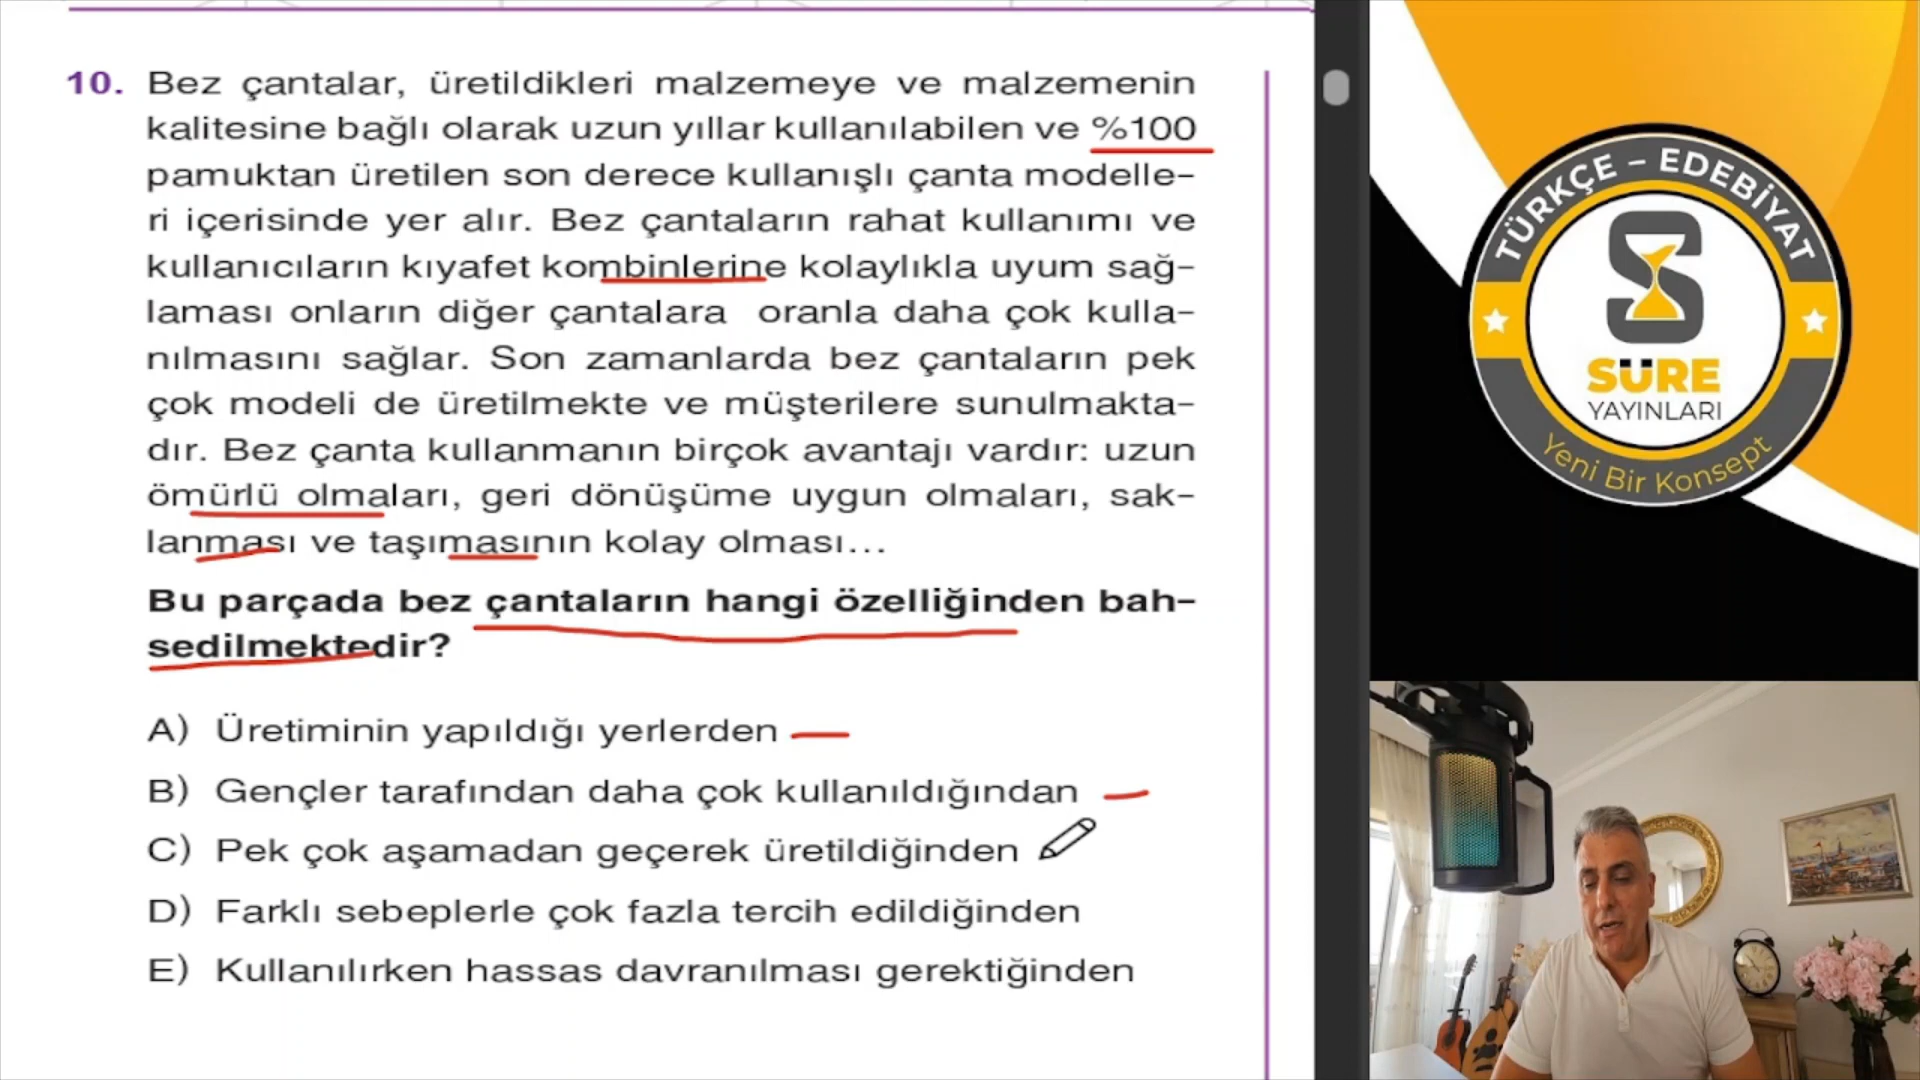 10. Bez çantalar, üretildikleri malzemeye ve malzemenin
kalitesine bağlı olarak uzun yıllar kullanılabilen ve %100
pamuktan üretilen son derece kullanışlı çanta modelle-
ri içerisinde yer alır. Bez çantaların rahat kullanımı ve
kullanıcıların kıyafet kombinlerine kolaylıkla uyum sağ-
laması onların diğer çantalara oranla daha çok kulla-
nılmasını sağlar. Son zamanlarda bez çantaların pek
çok modeli de üretilmekte ve müşterilere sunulmakta-
dır. Bez çanta kullanmanın birçok avantajı vardır: uzun
ömürlü olmaları, geri dönüşüme uygun olmaları, sak-
lanması ve taşımasının kolay olması...
Bu parçada bez çantaların hangi özelliğinden bah-
sedilmektedir?
A) Üretiminin yapıldığı yerlerden
B) Gençler tarafından daha çok kullanıldığından
C) Pek çok aşamadan geçerek üretildiğinden
D) Farklı sebeplerle çok fazla tercih edildiğinden
E) Kullanılırken hassas davranılması gerektiğinden
TÜRKÇE – EDEBİYAT
SÜRE
YAYINLARI
Yeni Bir Konsept